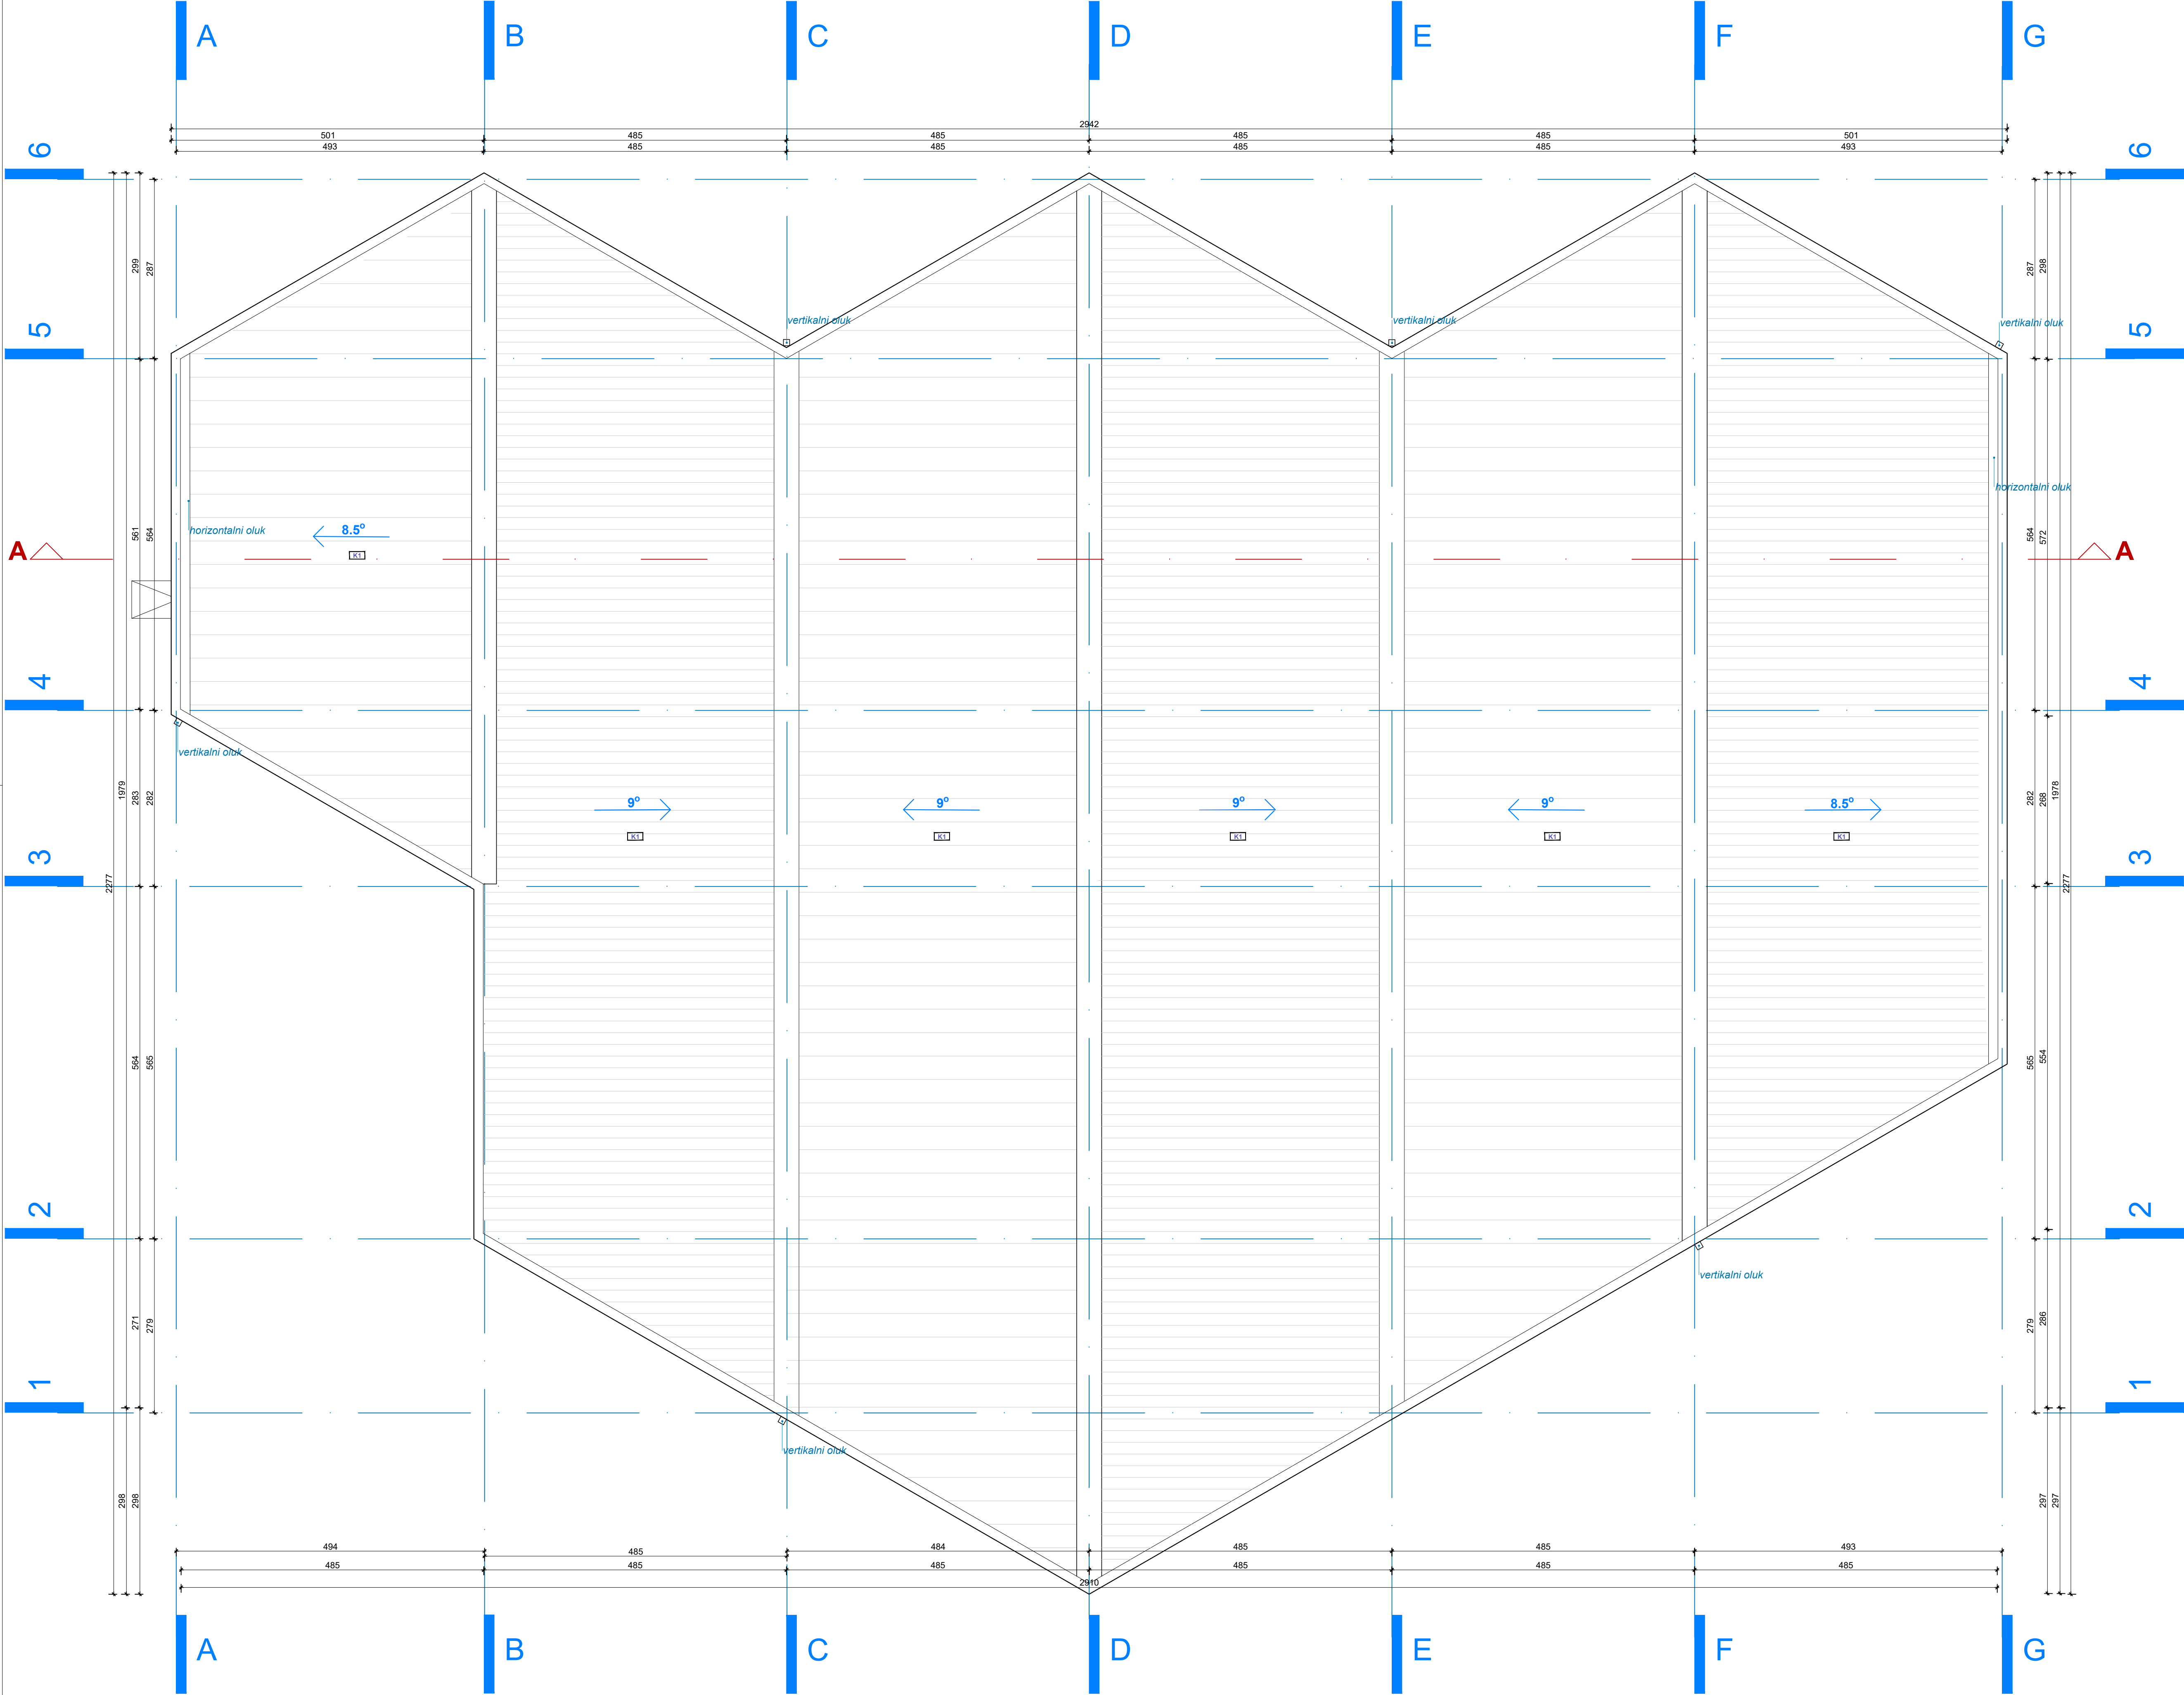 A B C D E F G
2942
501 485 485 485 485 501
493 485 485 485 485 493
6 6
299 287 287 298
vertikalni oluk vertikalni oluk vertikalni oluk
5 5
horizontalni oluk
561 564 8.5° 564 572
horizontalni oluk
K1
A A
4 4
vertikalni oluk
1979 283 282 282 268 1978
9° 9° 9° 9° 8.5°
K1 K1 K1 K1 K1
3 3
2277 2277
564 565 565 554
2 2
vertikalni oluk
271 279 279 286
1 1
vertikalni oluk
298 298 297 297
494 485 484 485 485 493
485 485 485 485 485 485
2910
A B C D E F G